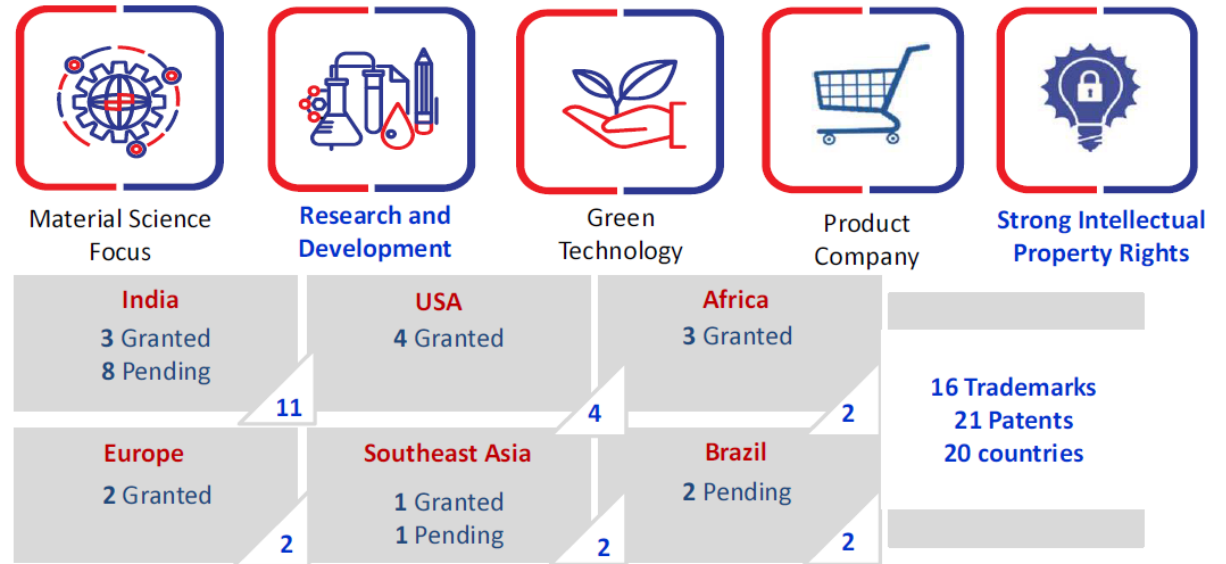 Material Science
Focus
Research and
Development
Green
Technology
Product
Company
Strong Intellectual
Property Rights
India
3 Granted
8 Pending
11
USA
4 Granted
4
Africa
3 Granted
2
16 Trademarks
21 Patents
20 countries
Europe
2 Granted
2
Southeast Asia
1 Granted
1 Pending
2
Brazil
2 Pending
2